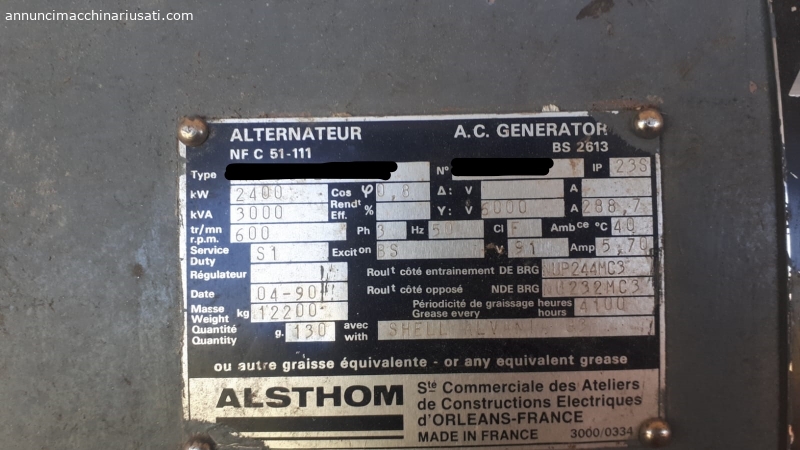 annuncimacchinariusati.com
ALTERNATEUR A.C. GENERATOR
NF C 51-111 BS 2613
Type N° IP 23S
kW 2400 Cos φ 0,8 Δ: V A
kVA 3000 Rendt Eff. % Y: V 6000 A 288,7
tr/mn r.p.m. 600 Ph 3 Hz 50 Cl F Ambce °C 40
Service Duty S1 Exciton BS V 91 Amp 5,70
Régulateur Roult côté entrainement DE BRG
Date 04-90 Roult côté opposé NDE BRG
Masse Weight kg 12200 Périodicité de graissage heures Grease every hours 4100
Quantité Quantity g. 130 avec with SHELL
ou autre graisse équivalente - or any equivalent grease
ALSTHOM
Sté Commerciale des Ateliers
de Constructions Electriques
d'ORLEANS-FRANCE
MADE IN FRANCE 3000/0334